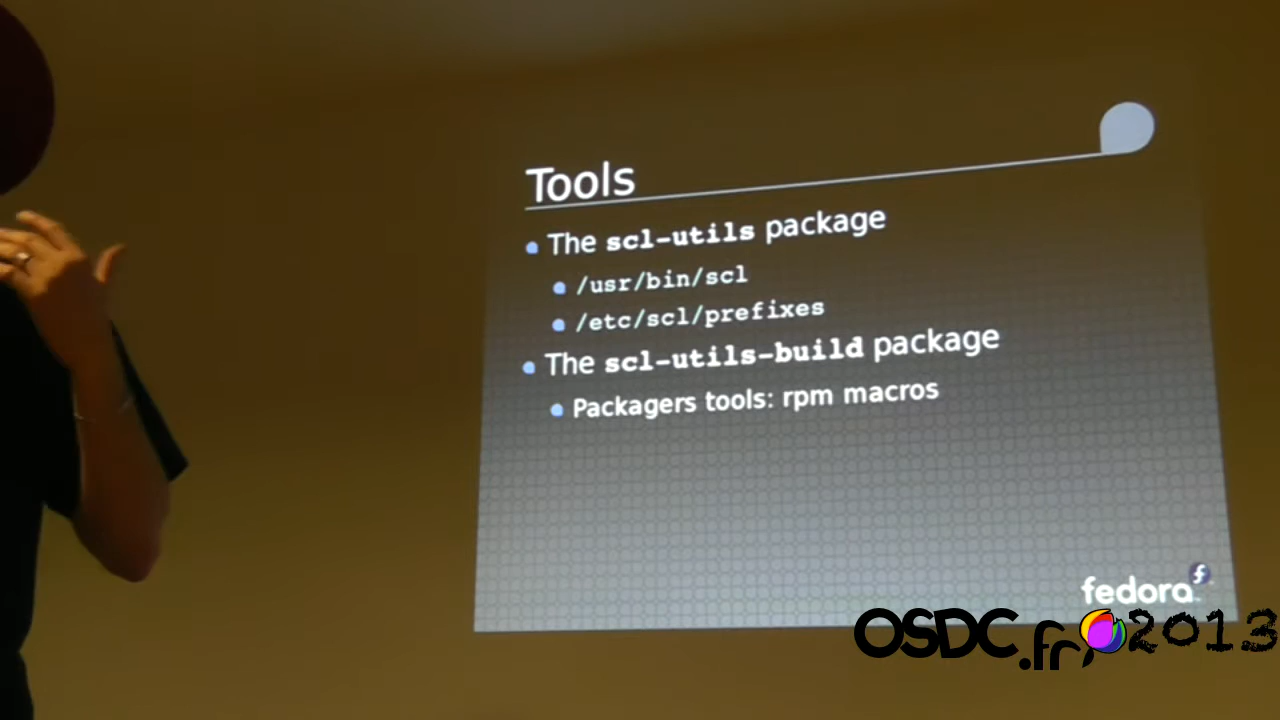 Tools
The scl-utils package
/usr/bin/scl
/etc/scl/prefixes
The scl-utils-build package
Packagers tools: rpm macros
fedora
OSDC.fr 2013